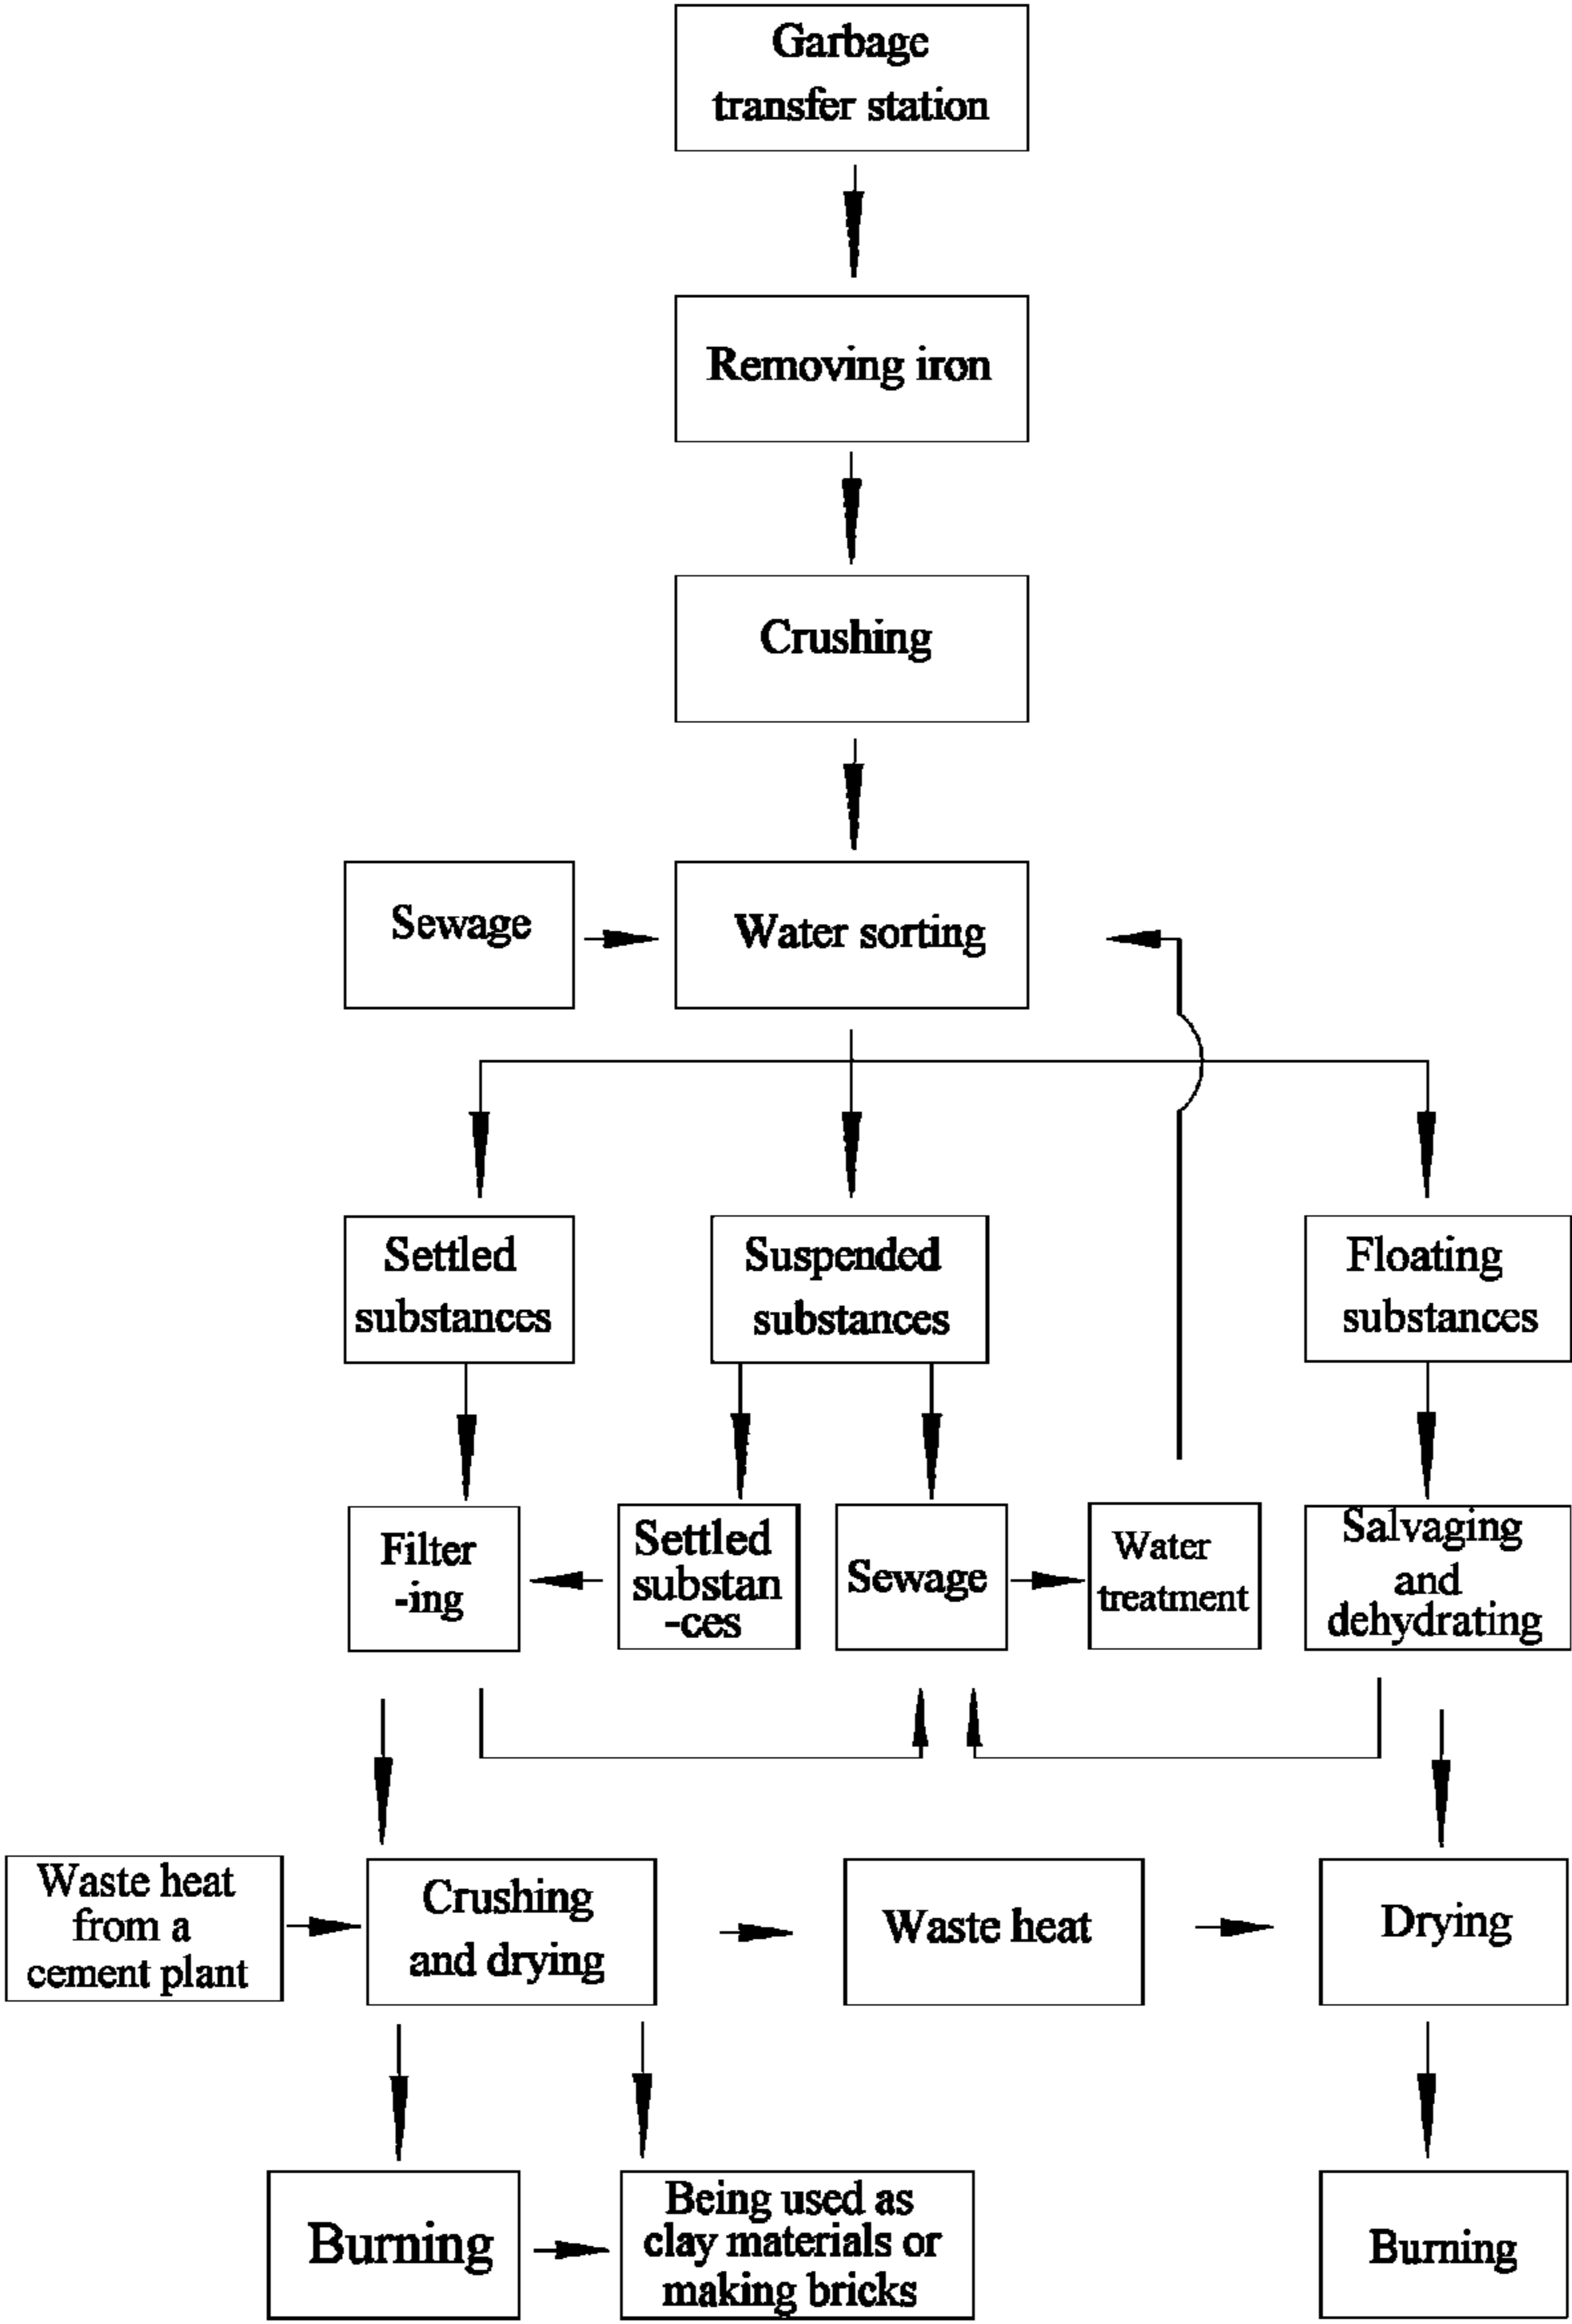 Garbage
transfer station
Removing iron
Crushing
Sewage
Water sorting
Settled
substances
Suspended
substances
Floating
substances
Filter
-ing
Settled
substan
-ces
Sewage
Water
treatment
Salvaging
and
dehydrating
Waste heat
from a
cement plant
Crushing
and drying
Waste heat
Drying
Burning
Being used as
clay materials or
making bricks
Burning